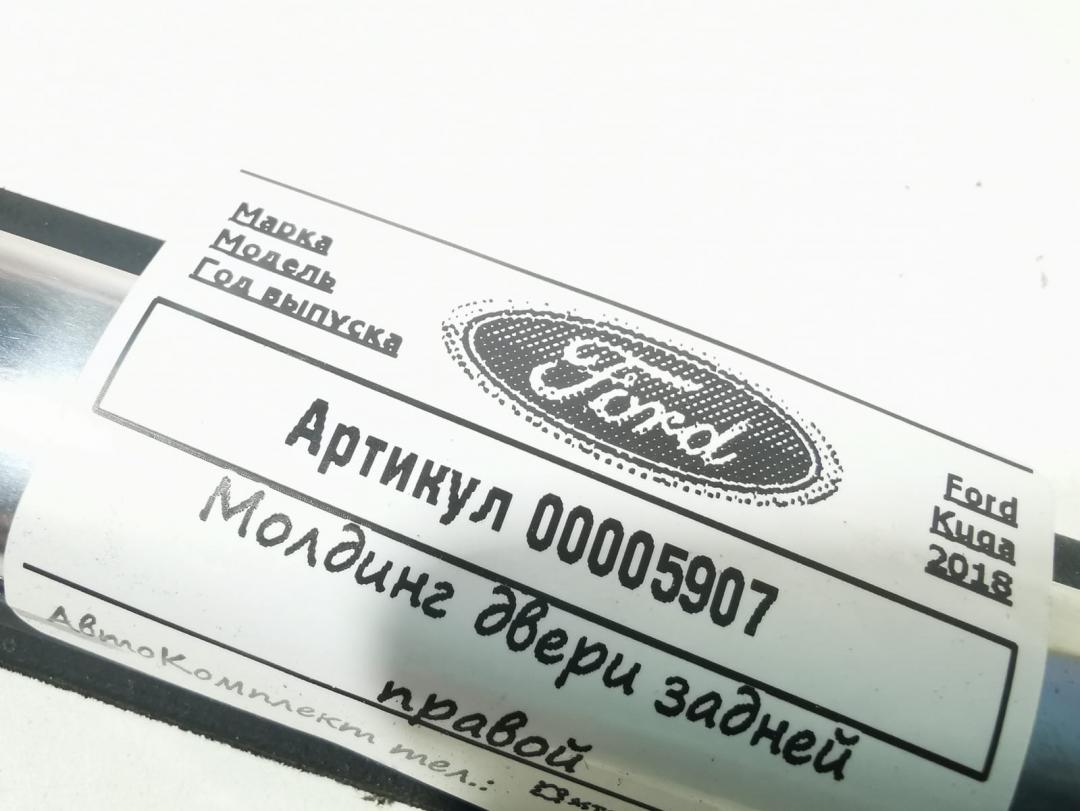 Марка
Модель
Год выпуска
Ford
Ford
Kuga
2018
Артикул 00005907
Молдинг двери задней
правой
АвтоКомплект тел.: